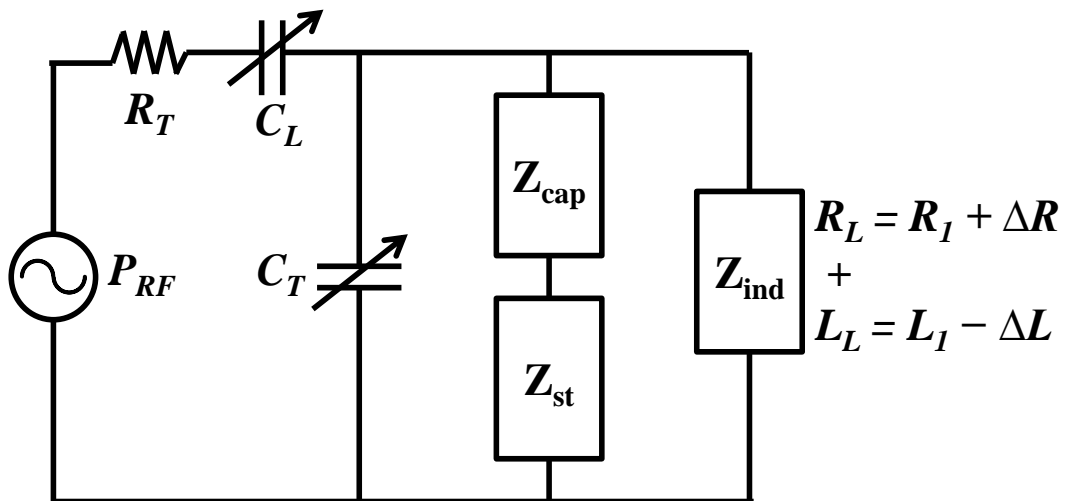 R_T
C_L
P_RF
C_T
Z_cap
Z_st
Z_ind
R_L = R_1 + ΔR
+
L_L = L_1 − ΔL